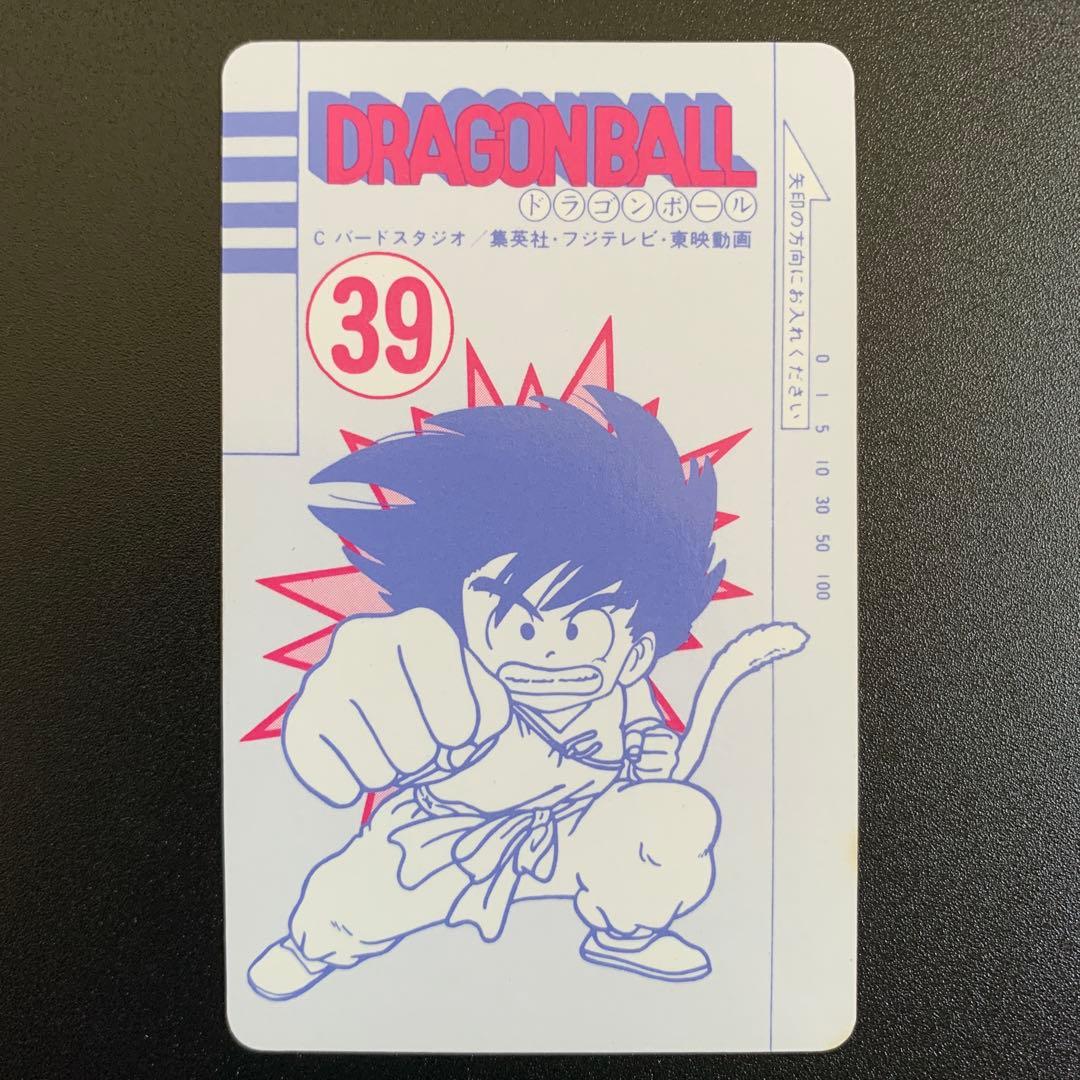 DRAGONBALL
ドラゴンボール
C バードスタジオ/集英社・フジテレビ・東映動画
39
矢印の方向にお入れください
0 1 5 10 30 50 100